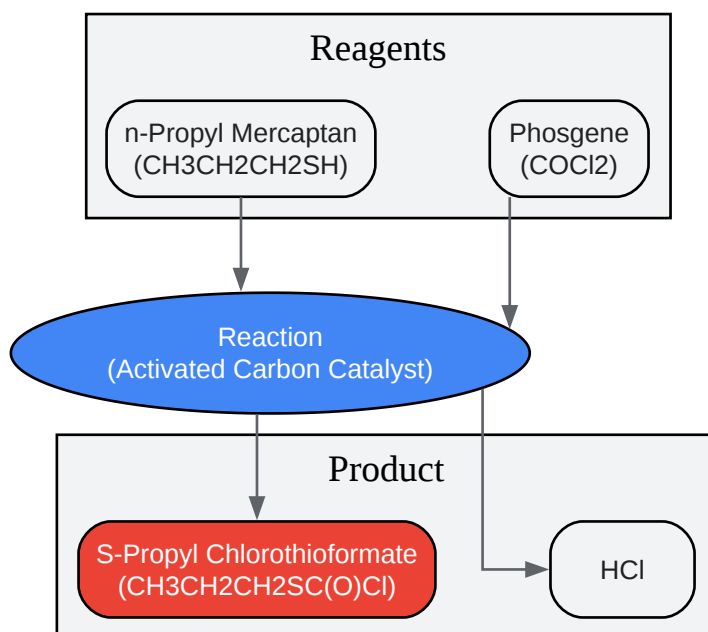 Reagents
n-Propyl Mercaptan
(CH3CH2CH2SH)
Phosgene
(COCl2)
Reaction
(Activated Carbon Catalyst)
Product
S-Propyl Chlorothioformate
(CH3CH2CH2SC(O)Cl)
HCl